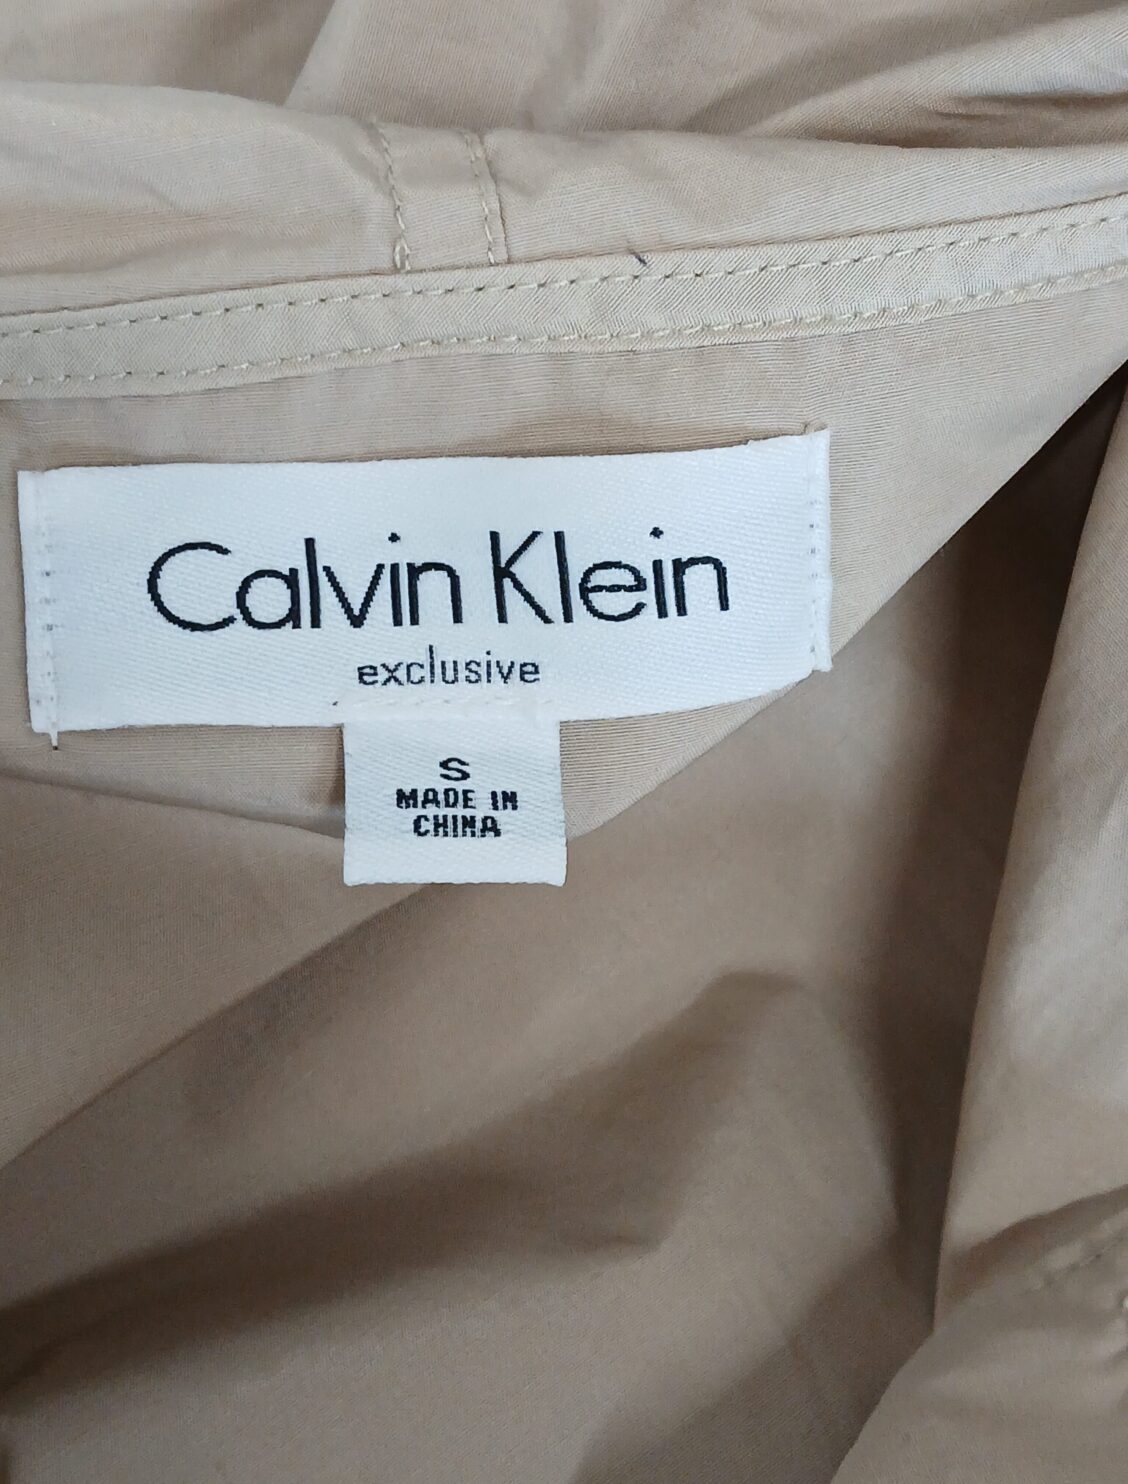 Calvin Klein
exclusive
S
MADE IN
CHINA